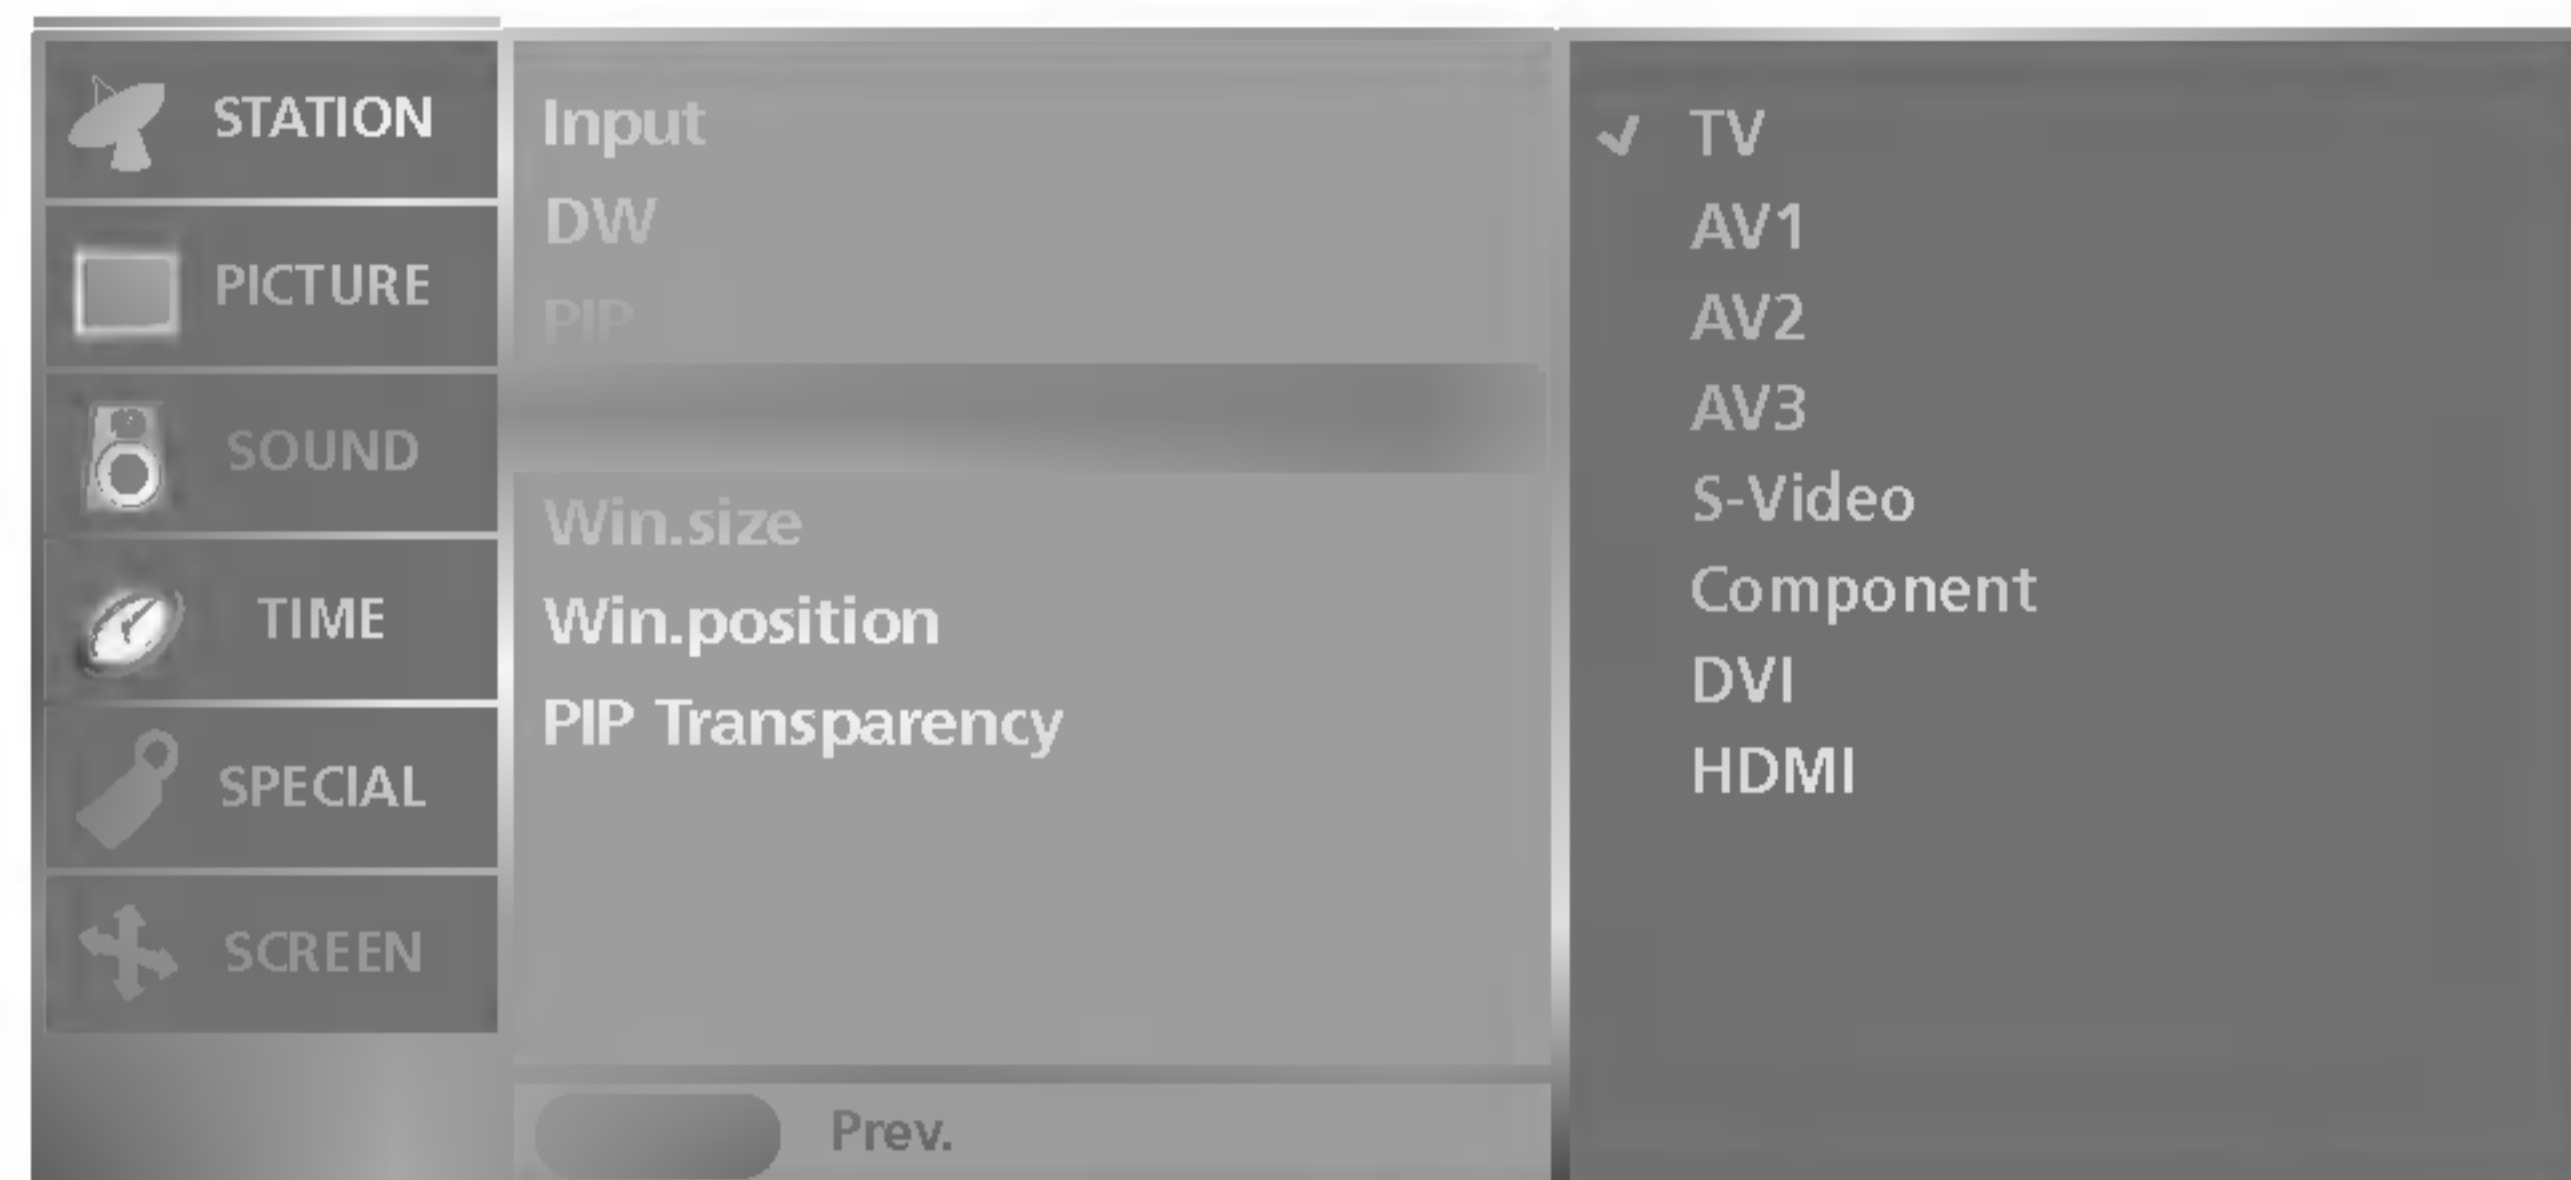 STATION
PICTURE
SOUND
TIME
SPECIAL
SCREEN
Input
DW
PIP
Win.size
Win.position
PIP Transparency
Prev.
TV
AV1
AV2
AV3
S-Video
Component
DVI
HDMI